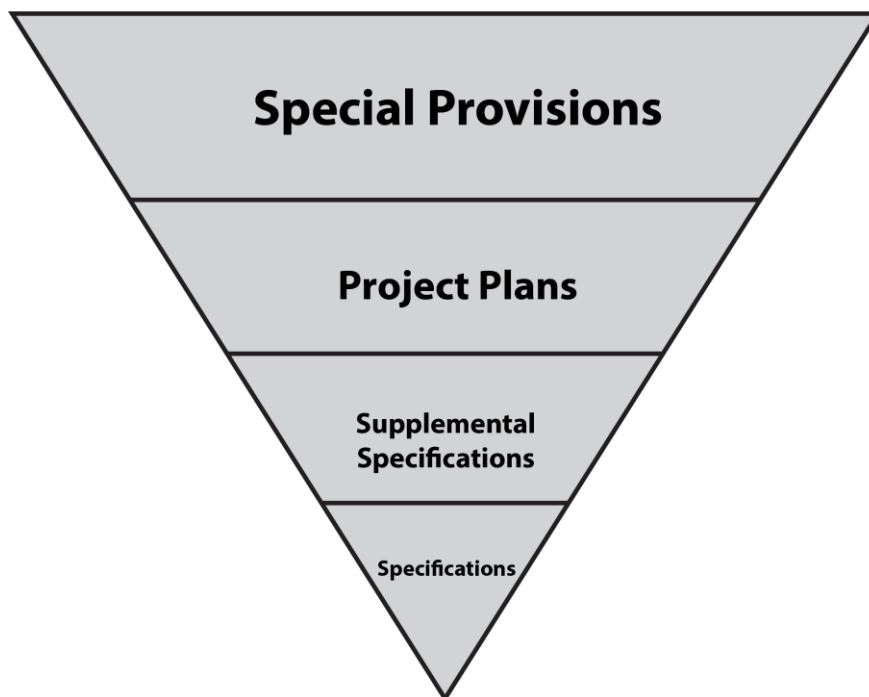 Special Provisions
Project Plans
Supplemental
Specifications
Specifications